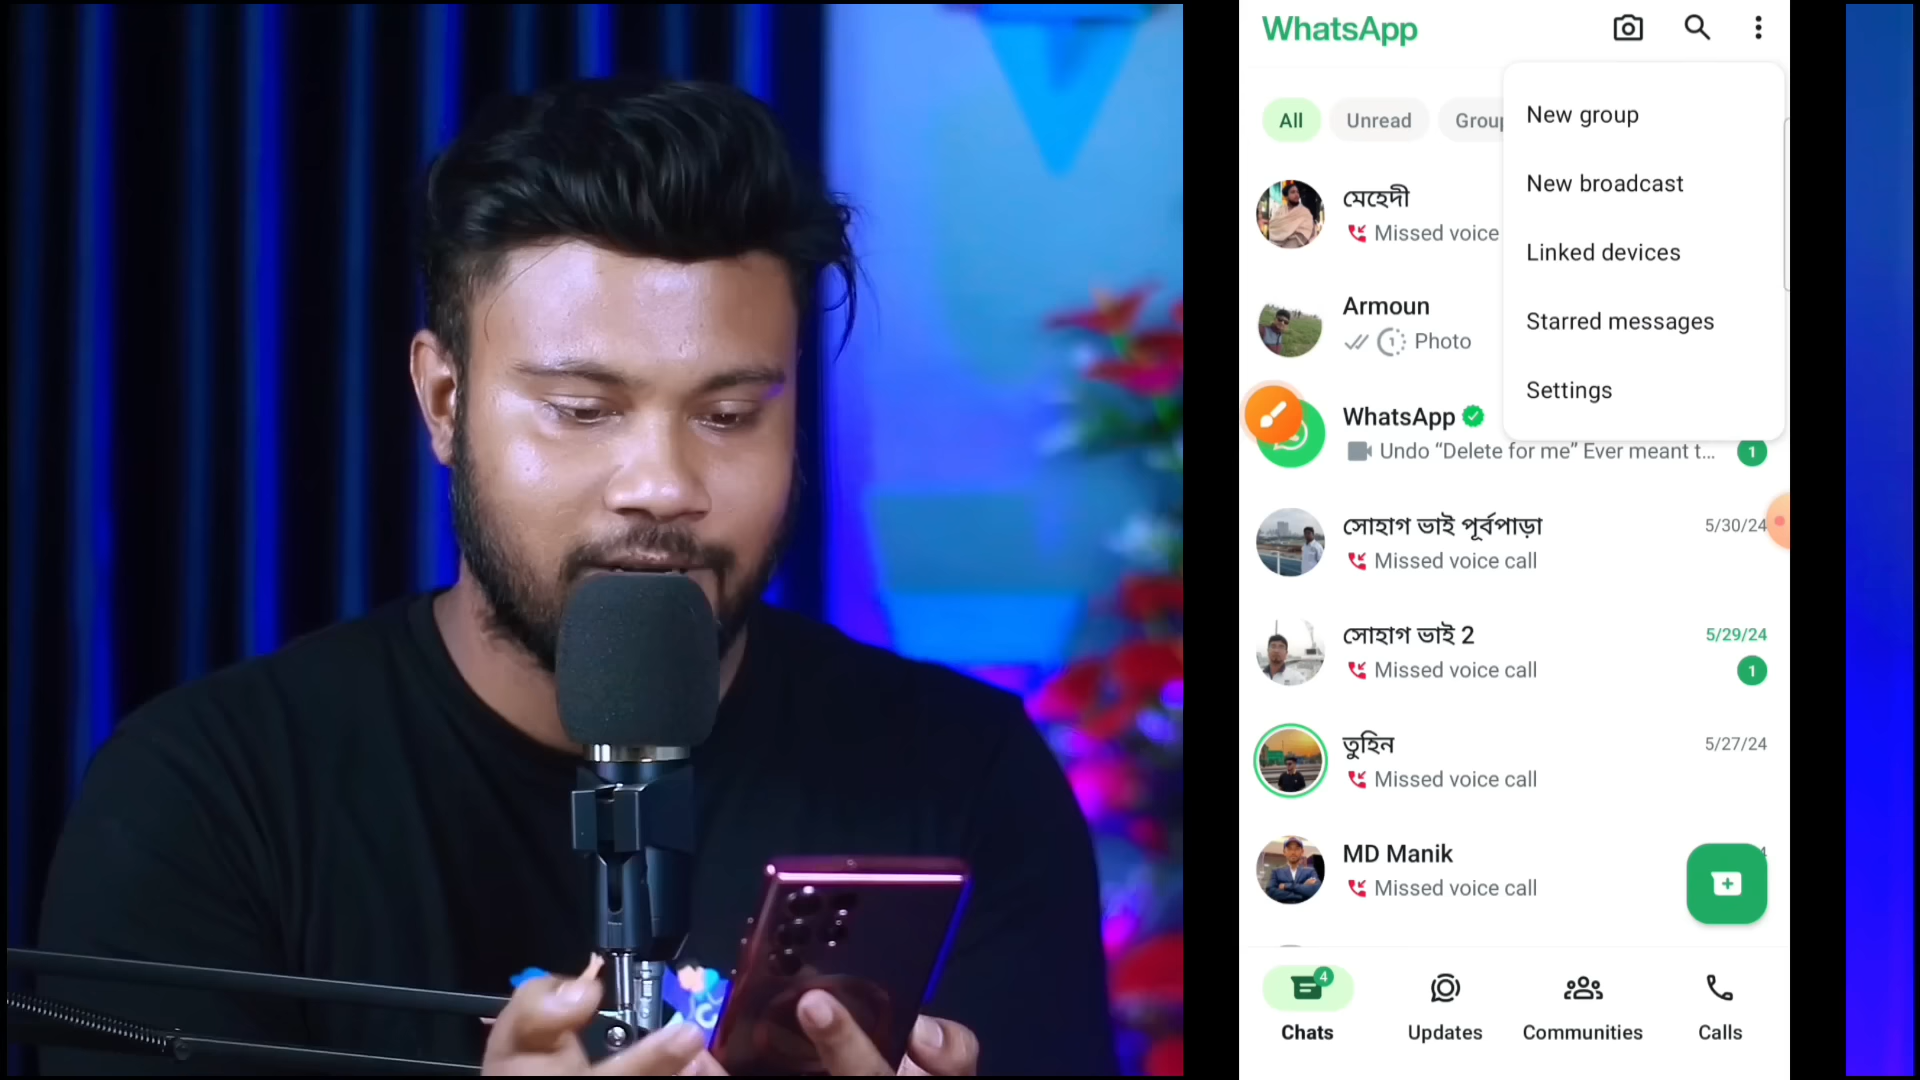 WhatsApp
New group
New broadcast
Linked devices
Starred messages
Settings
All
Unread
মেহেদী
Missed voice
Armoun
1
Photo
WhatsApp
Undo “Delete for me” Ever meant t...
1
সোহাগ ভাই পূর্বপাড়া
5/30/24
Missed voice call
সোহাগ ভাই 2
5/29/24
Missed voice call
1
তুহিন
5/27/24
Missed voice call
MD Manik
Missed voice call
4
Chats
Updates
Communities
Calls